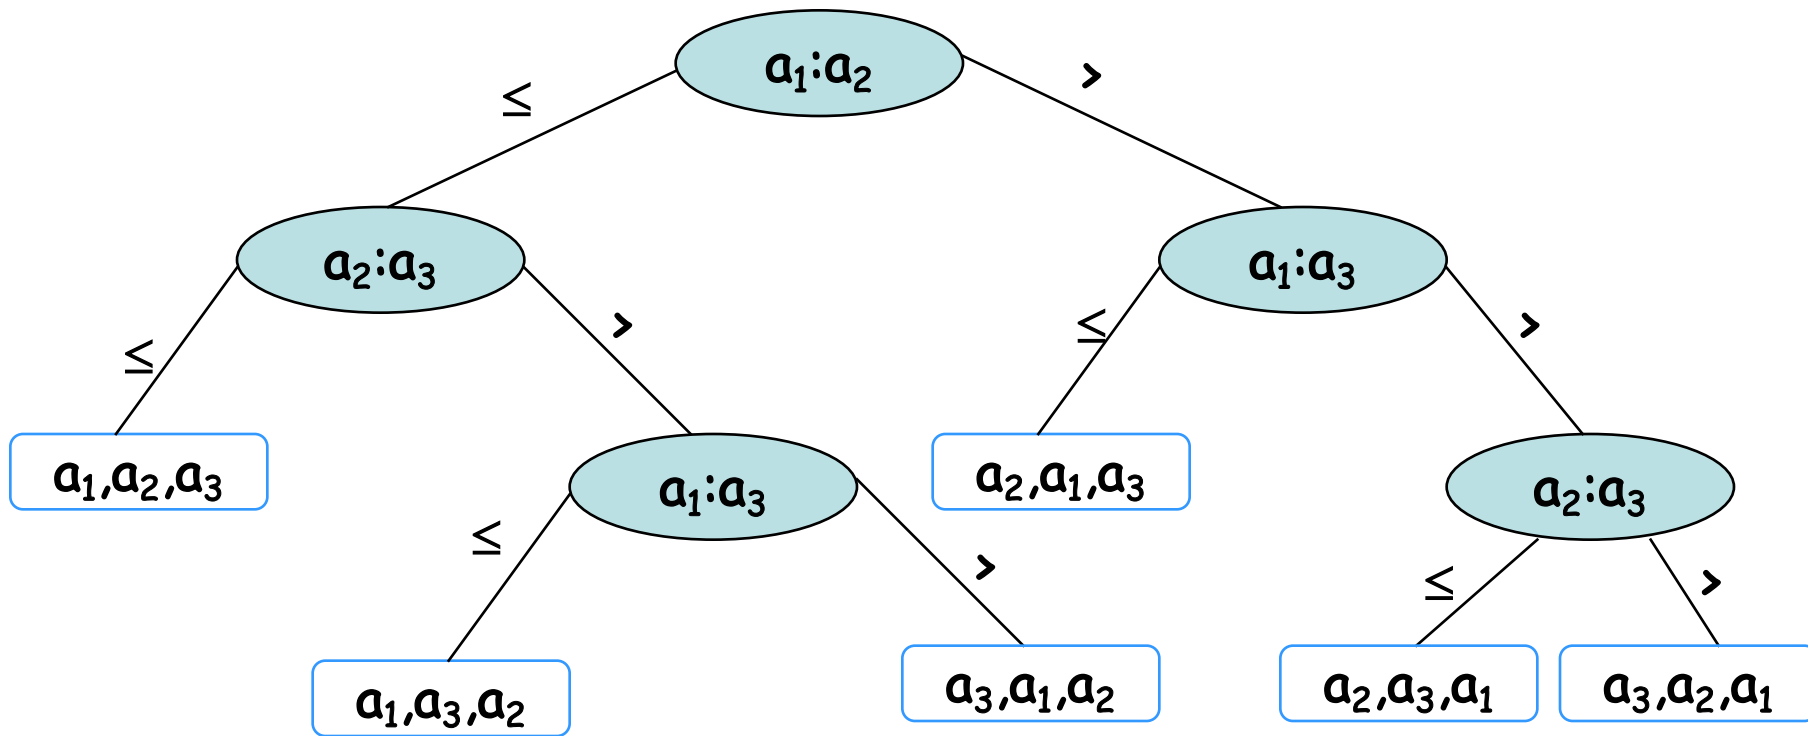 a₁:a₂
≤
>
a₂:a₃
a₁:a₃
≤
>
≤
>
a₁,a₂,a₃
a₁:a₃
a₂,a₁,a₃
a₂:a₃
≤
>
≤
>
a₁,a₃,a₂
a₃,a₁,a₂
a₂,a₃,a₁
a₃,a₂,a₁